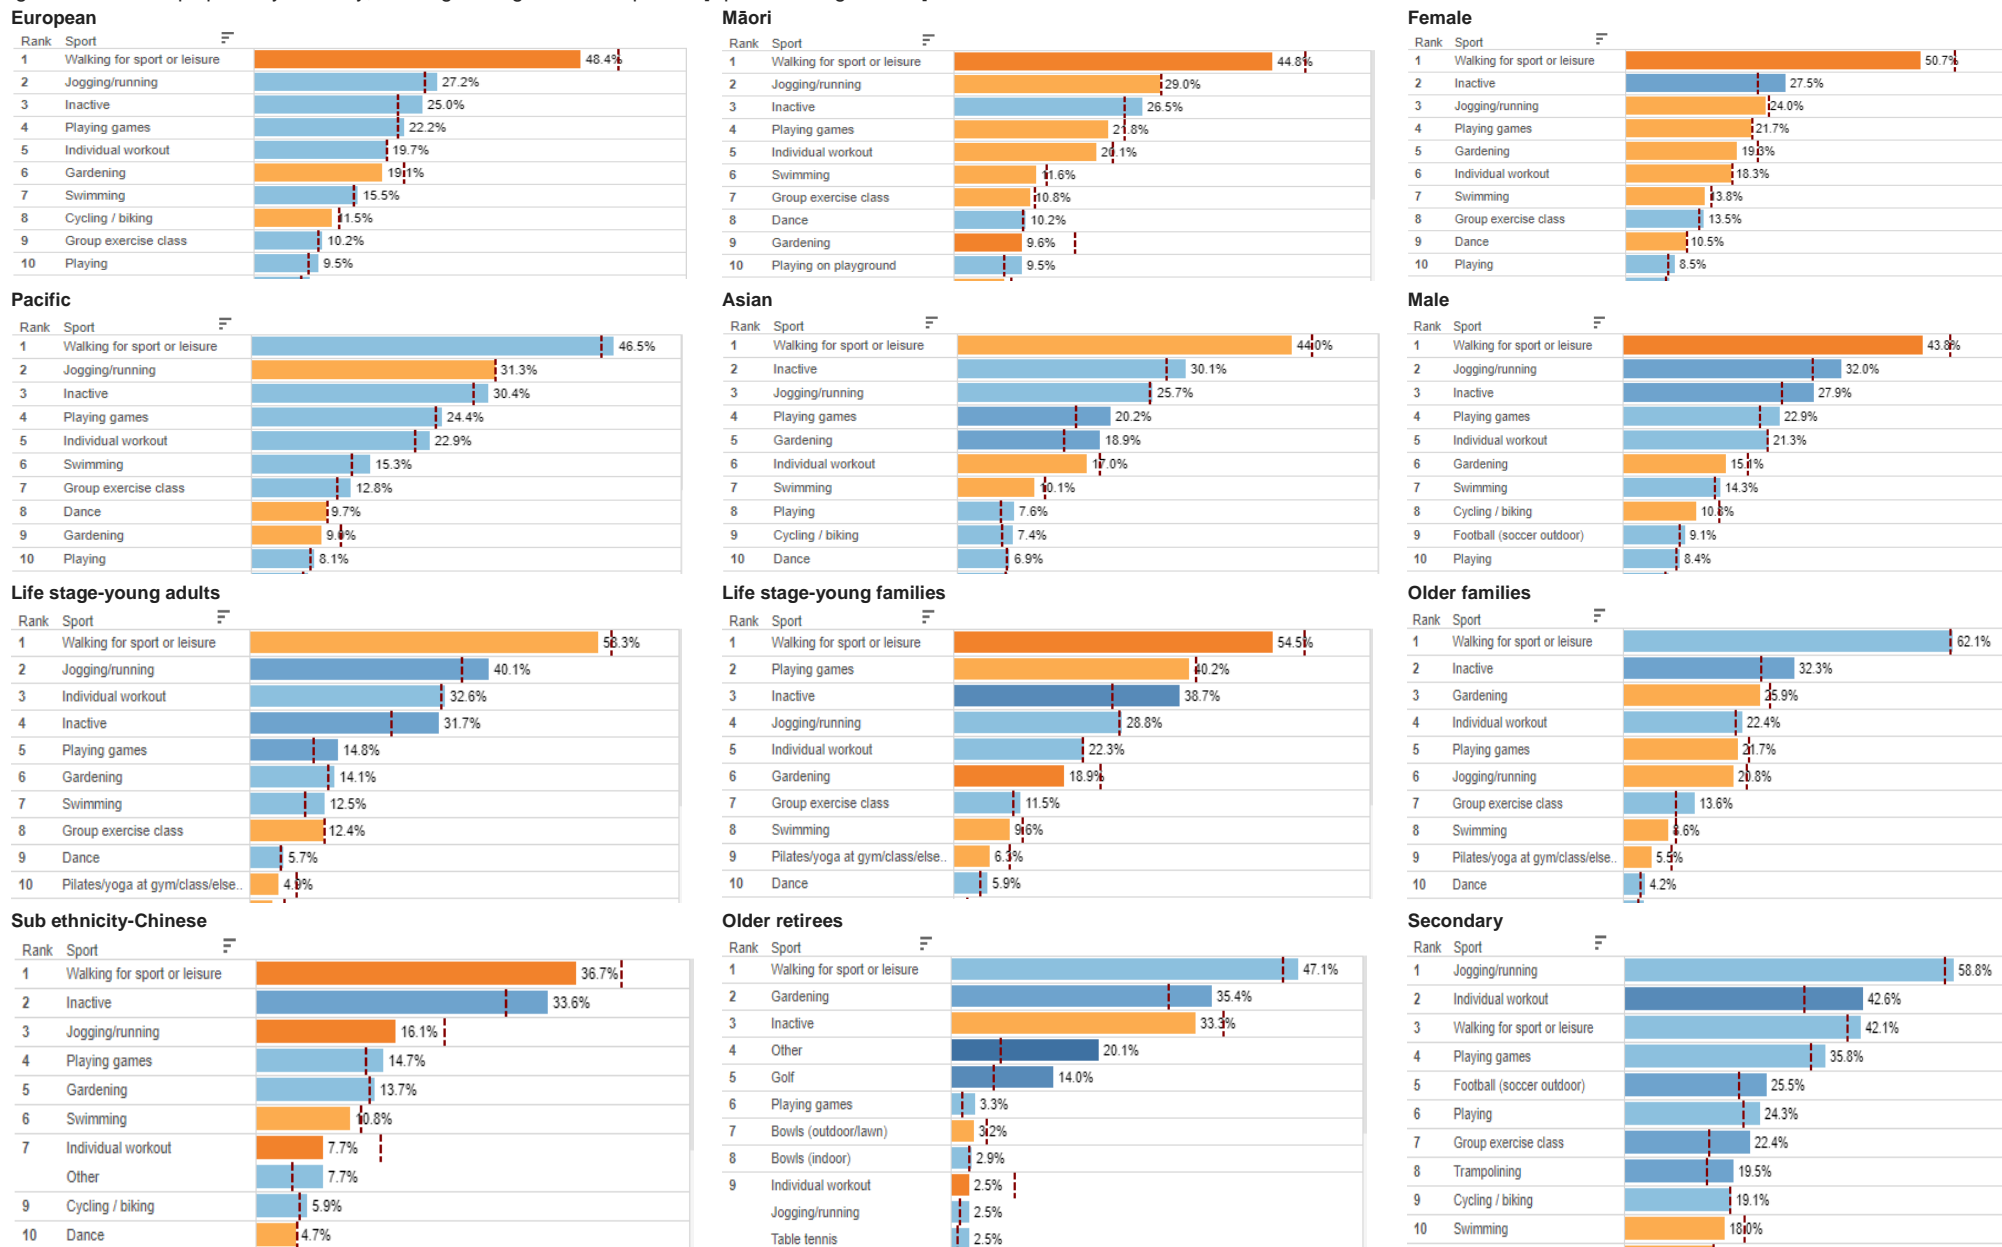 European
Rank Sport
1 Walking for sport or leisure 48.4%
2 Jogging/running 27.2%
3 Inactive 25.0%
4 Playing games 22.2%
5 Individual workout 19.7%
6 Gardening 19.1%
7 Swimming 15.5%
8 Cycling / biking 11.5%
9 Group exercise class 10.2%
10 Playing 9.5%
Māori
Rank Sport
1 Walking for sport or leisure 44.8%
2 Jogging/running 29.0%
3 Inactive 26.5%
4 Playing games 21.8%
5 Individual workout 20.1%
6 Swimming 11.6%
7 Group exercise class 10.8%
8 Dance 10.2%
9 Gardening 9.6%
10 Playing on playground 9.5%
Female
Rank Sport
1 Walking for sport or leisure 50.7%
2 Inactive 27.5%
3 Jogging/running 24.0%
4 Playing games 21.7%
5 Gardening 19.3%
6 Individual workout 18.3%
7 Swimming 13.8%
8 Group exercise class 13.5%
9 Dance 10.5%
10 Playing 8.5%
Pacific
Rank Sport
1 Walking for sport or leisure 46.5%
2 Jogging/running 31.3%
3 Inactive 30.4%
4 Playing games 24.4%
5 Individual workout 22.9%
6 Swimming 15.3%
7 Group exercise class 12.8%
8 Dance 9.7%
9 Gardening 9.0%
10 Playing 8.1%
Asian
Rank Sport
1 Walking for sport or leisure 44.0%
2 Inactive 30.1%
3 Jogging/running 25.7%
4 Playing games 20.2%
5 Gardening 18.9%
6 Individual workout 17.0%
7 Swimming 10.1%
8 Playing 7.6%
9 Cycling / biking 7.4%
10 Dance 6.9%
Male
Rank Sport
1 Walking for sport or leisure 43.8%
2 Jogging/running 32.0%
3 Inactive 27.9%
4 Playing games 22.9%
5 Individual workout 21.3%
6 Gardening 15.1%
7 Swimming 14.3%
8 Cycling / biking 10.8%
9 Football (soccer outdoor) 9.1%
10 Playing 8.4%
Life stage-young adults
Rank Sport
1 Walking for sport or leisure 58.3%
2 Jogging/running 40.1%
3 Individual workout 32.6%
4 Inactive 31.7%
5 Playing games 14.8%
6 Gardening 14.1%
7 Swimming 12.5%
8 Group exercise class 12.4%
9 Dance 5.7%
10 Pilates/yoga at gym/class/else.. 4.9%
Life stage-young families
Rank Sport
1 Walking for sport or leisure 54.5%
2 Playing games 40.2%
3 Inactive 38.7%
4 Jogging/running 28.8%
5 Individual workout 22.3%
6 Gardening 18.9%
7 Group exercise class 11.5%
8 Swimming 9.6%
9 Pilates/yoga at gym/class/else.. 6.3%
10 Dance 5.9%
Older families
Rank Sport
1 Walking for sport or leisure 62.1%
2 Inactive 32.3%
3 Gardening 25.9%
4 Individual workout 22.4%
5 Playing games 21.7%
6 Jogging/running 20.8%
7 Group exercise class 13.6%
8 Swimming 8.6%
9 Pilates/yoga at gym/class/else.. 5.5%
10 Dance 4.2%
Sub ethnicity-Chinese
Rank Sport
1 Walking for sport or leisure 36.7%
2 Inactive 33.6%
3 Jogging/running 16.1%
4 Playing games 14.7%
5 Gardening 13.7%
6 Swimming 10.8%
7 Individual workout 7.7%
Other 7.7%
9 Cycling / biking 5.9%
10 Dance 4.7%
Older retirees
Rank Sport
1 Walking for sport or leisure 47.1%
2 Gardening 35.4%
3 Inactive 33.3%
4 Other 20.1%
5 Golf 14.0%
6 Playing games 3.3%
7 Bowls (outdoor/lawn) 3.2%
8 Bowls (indoor) 2.9%
9 Individual workout 2.5%
Jogging/running 2.5%
Table tennis 2.5%
Secondary
Rank Sport
1 Jogging/running 58.8%
2 Individual workout 42.6%
3 Walking for sport or leisure 42.1%
4 Playing games 35.8%
5 Football (soccer outdoor) 25.5%
6 Playing 24.3%
7 Group exercise class 22.4%
8 Trampolining 19.5%
9 Cycling / biking 19.1%
10 Swimming 18.0%